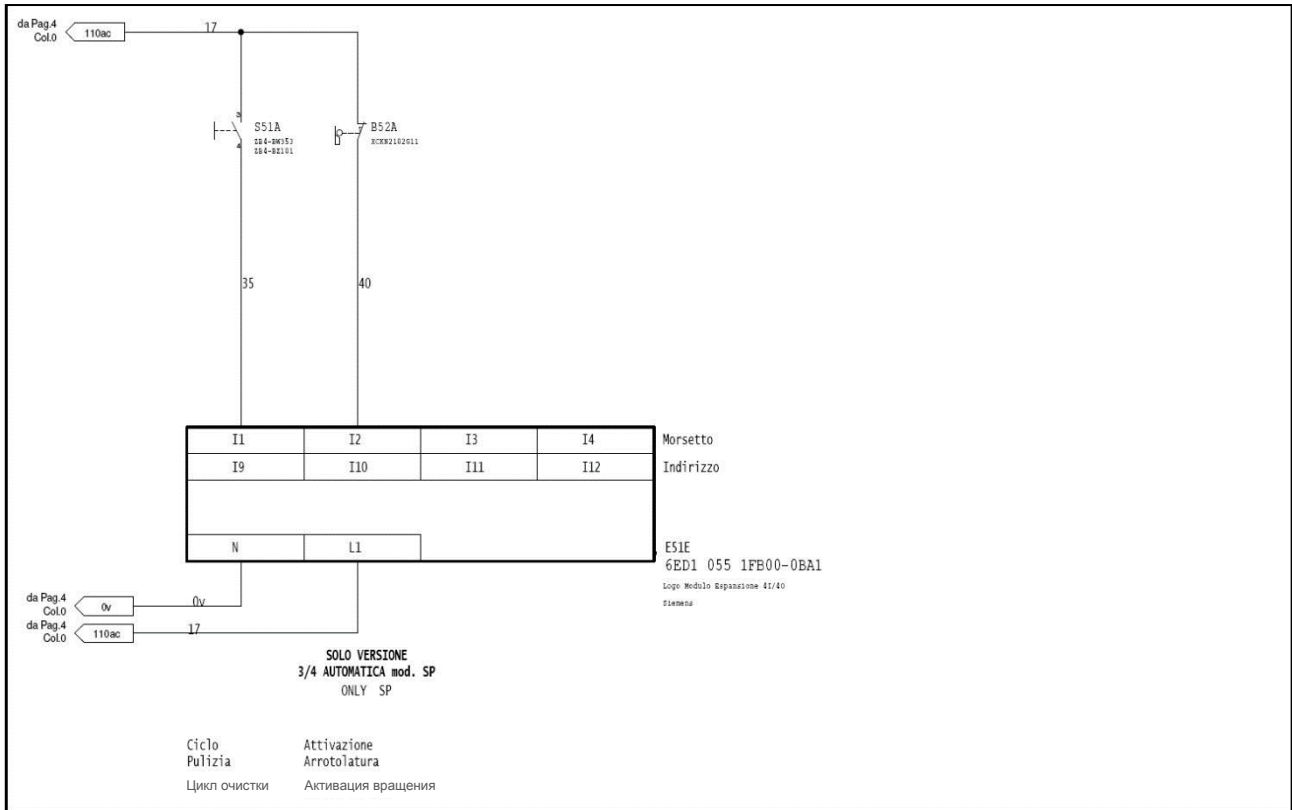 da Pag.4
Col.0
110ac
17
3
4
S51A
ZB4-BW353
ZB4-BZ101
B52A
XCKN2102G11
35
40
I1 I2 I3 I4 Morsetto
I9 I10 I11 I12 Indirizzo
N L1
E51E
6ED1 055 1FB00-0BA1
Logo Modulo Espansione 4I/4O
Siemens
da Pag.4
Col.0
0v
0v
da Pag.4
Col.0
110ac
17
SOLO VERSIONE
3/4 AUTOMATICA mod. SP
ONLY SP
Ciclo Attivazione
Pulizia Arrotolatura
Цикл очистки Активация вращения